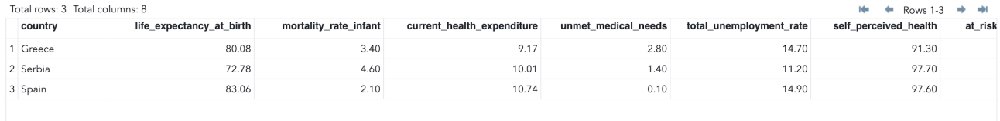 Total rows: 3 Total columns: 8 Rows 1-3
country life_expectancy_at_birth mortality_rate_infant current_health_expenditure unmet_medical_needs total_unemployment_rate self_perceived_health at_risk
1 Greece 80.08 3.40 9.17 2.80 14.70 91.30
2 Serbia 72.78 4.60 10.01 1.40 11.20 97.70
3 Spain 83.06 2.10 10.74 0.10 14.90 97.60